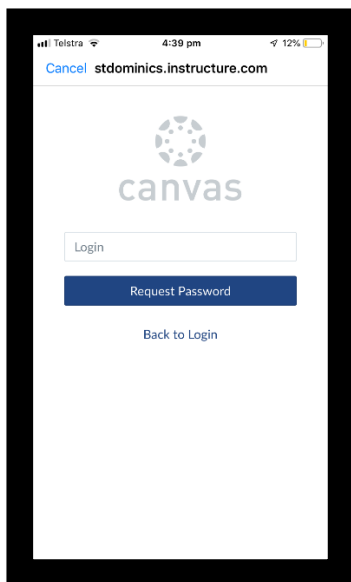 Telstra 4:39 pm 12%
Cancel stdominics.instructure.com
canvas
Login
Request Password
Back to Login